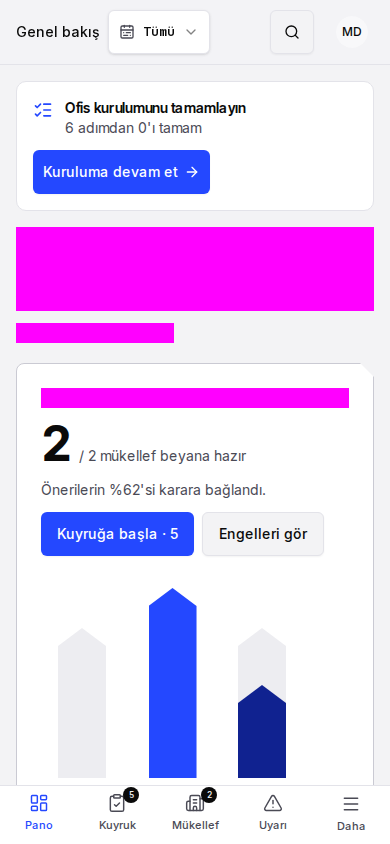 Genel bakış
Tümü
MD
Ofis kurulumunu tamamlayın
6 adımdan 0'ı tamam
Kuruluma devam et
2 / 2 mükellef beyana hazır
Önerilerin %62'si karara bağlandı.
Kuyruğa başla · 5
Engelleri gör
5
2
Pano
Kuyruk
Mükellef
Uyarı
Daha